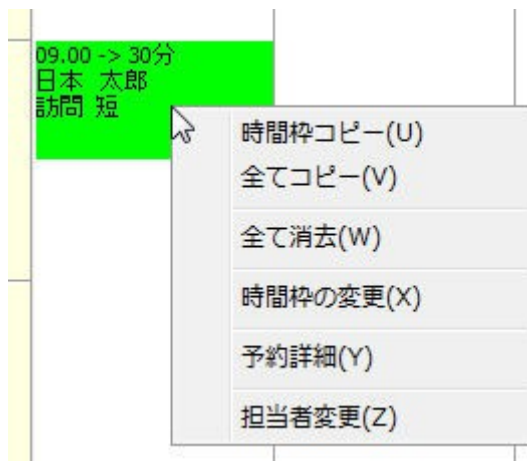 09.00 -> 30分
日本 太郎
訪問 短
時間枠コピー(U)
全てコピー(V)
全て消去(W)
時間枠の変更(X)
予約詳細(Y)
担当者変更(Z)